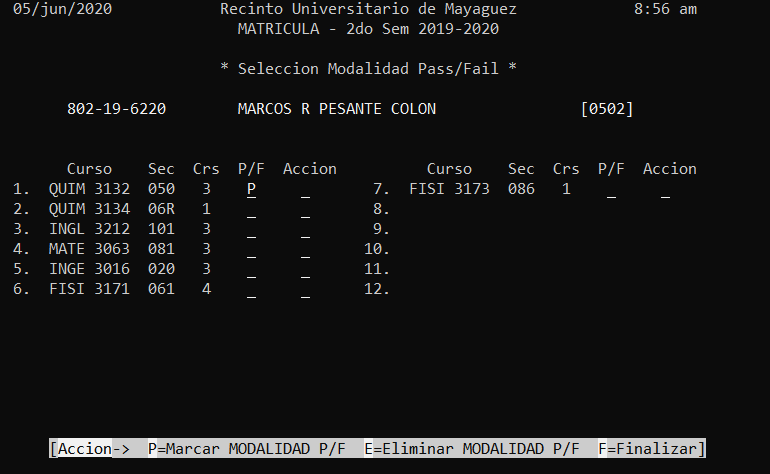 05/jun/2020 Recinto Universitario de Mayaguez 8:56 am
MATRICULA - 2do Sem 2019-2020
* Seleccion Modalidad Pass/Fail *
802-19-6220 MARCOS R PESANTE COLON [0502]
Curso Sec Crs P/F Accion Curso Sec Crs P/F Accion
1. QUIM 3132 050 3 P _ 7. FISI 3173 086 1 _ _
2. QUIM 3134 06R 1 _ _ 8.
3. INGL 3212 101 3 _ _ 9.
4. MATE 3063 081 3 _ _ 10.
5. INGE 3016 020 3 _ _ 11.
6. FISI 3171 061 4 _ _ 12.
[Accion-> P=Marcar MODALIDAD P/F E=Eliminar MODALIDAD P/F F=Finalizar]